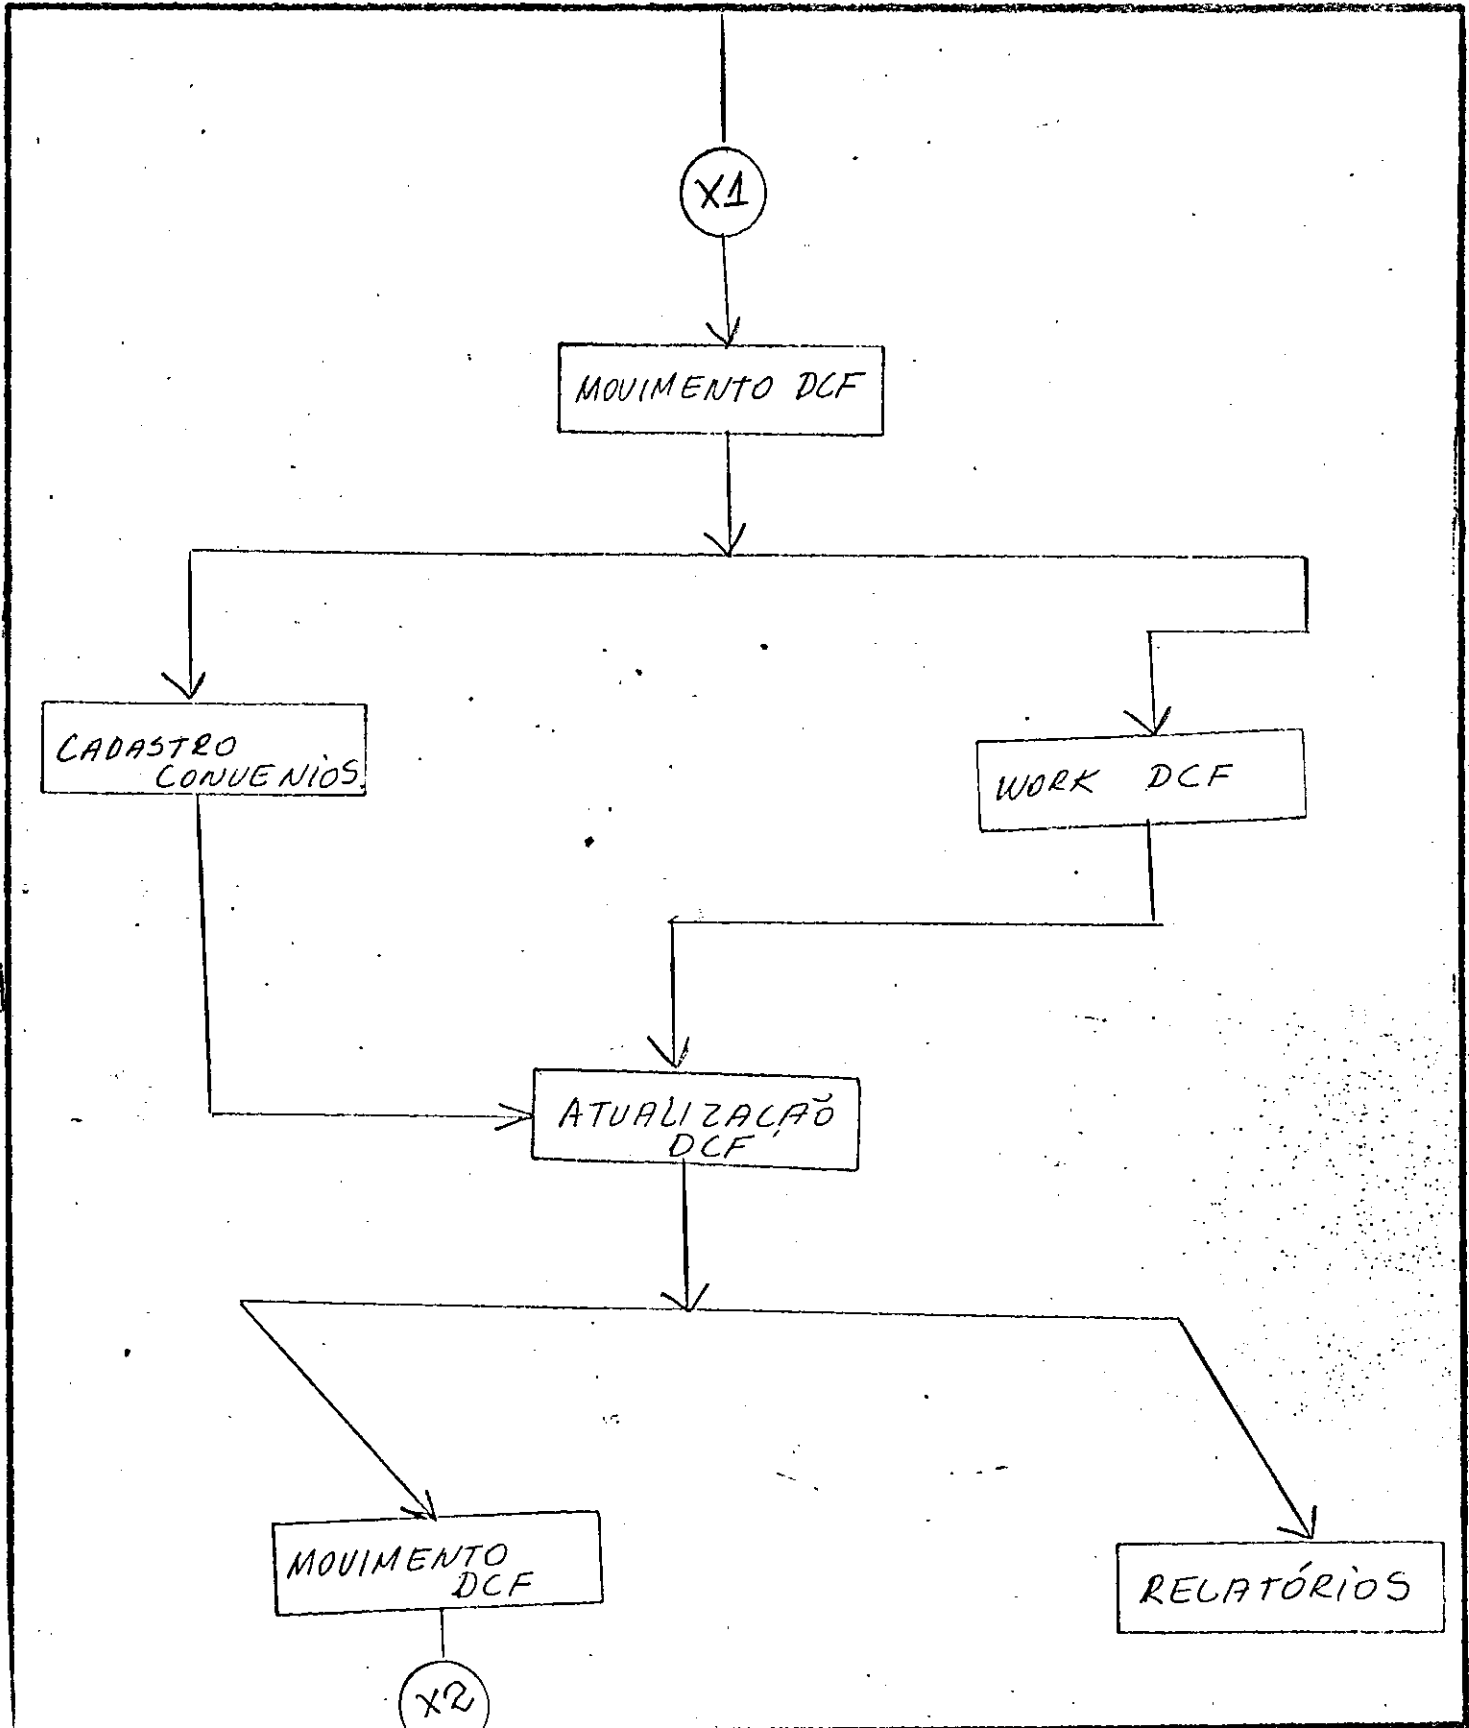 X1
MOVIMENTO DCF
CADASTRO
CONVENIOS.
WORK DCF
ATUALIZAÇÃO
DCF
MOVIMENTO
DCF
RELATÓRIOS
X2